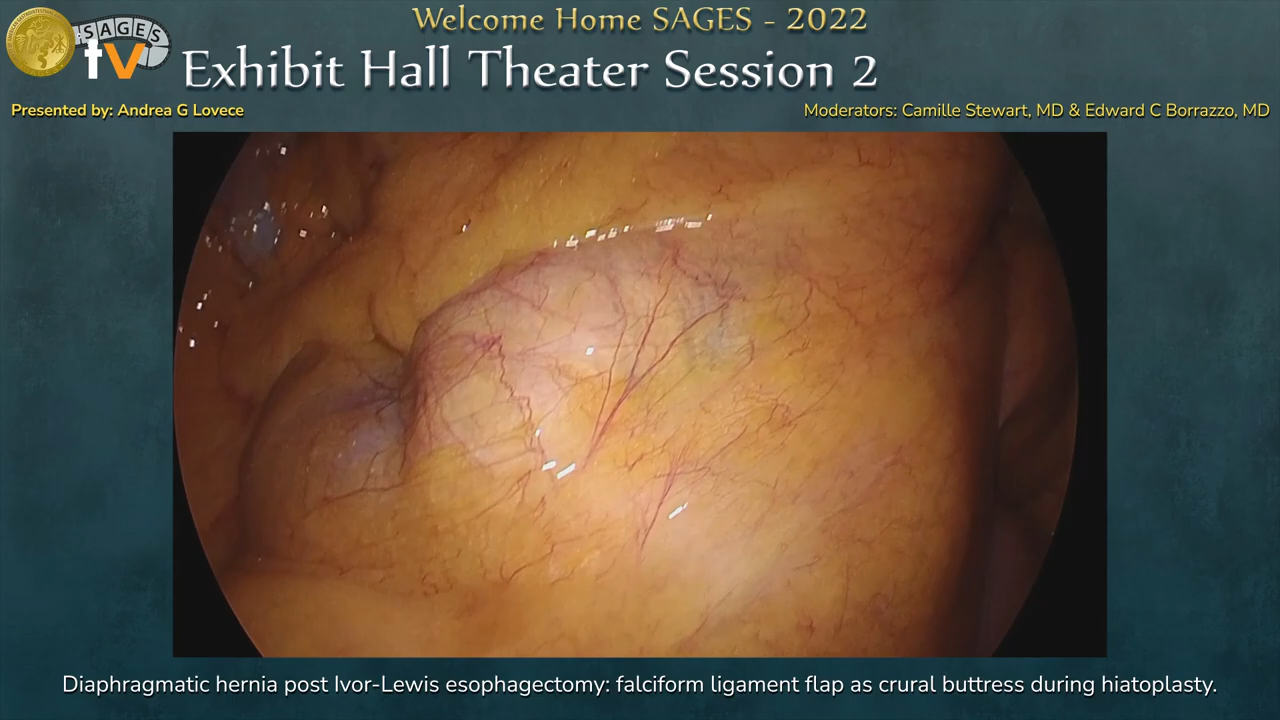 Welcome Home SAGES - 2022
SAGES
tv
Exhibit Hall Theater Session 2
Presented by: Andrea G Lovece
Moderators: Camille Stewart, MD & Edward C Borrazzo, MD
Diaphragmatic hernia post Ivor-Lewis esophagectomy: falciform ligament flap as crural buttress during hiatoplasty.